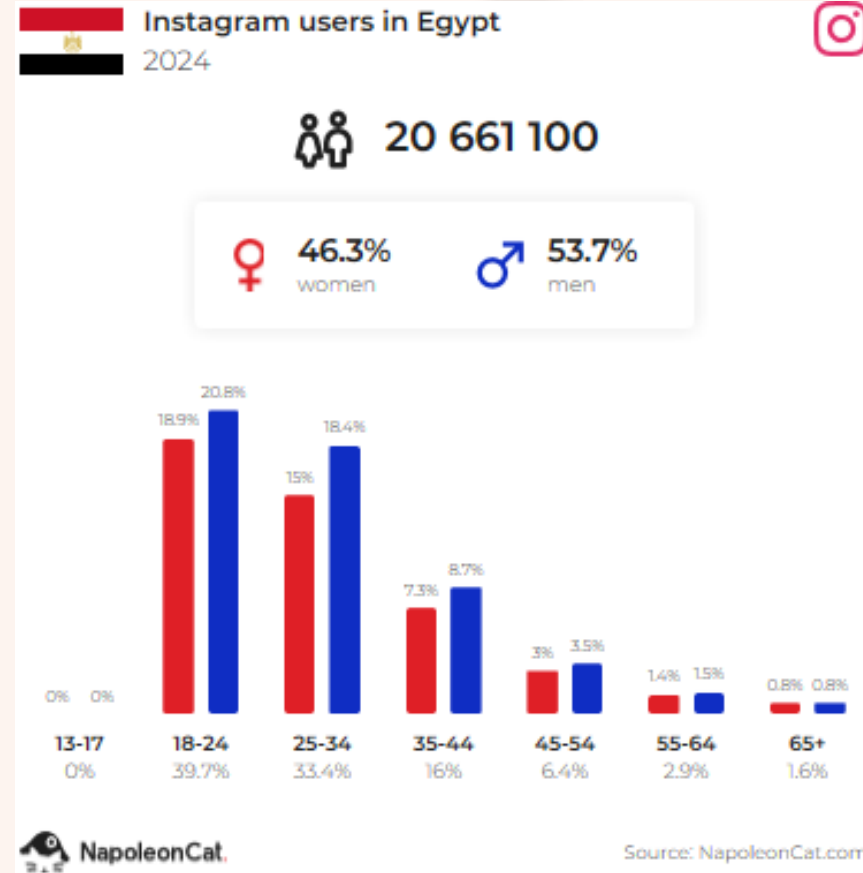 Instagram users in Egypt
2024
20 661 100
46.3%
women
53.7%
men
18.9% 20.8%
15% 18.4%
7.3% 8.7%
3% 3.5%
1.4% 1.5%
0.8% 0.8%
0% 0%
13-17 18-24 25-34 35-44 45-54 55-64 65+
0% 39.7% 33.4% 16% 6.4% 2.9% 1.6%
NapoleonCat.
Source: NapoleonCat.com